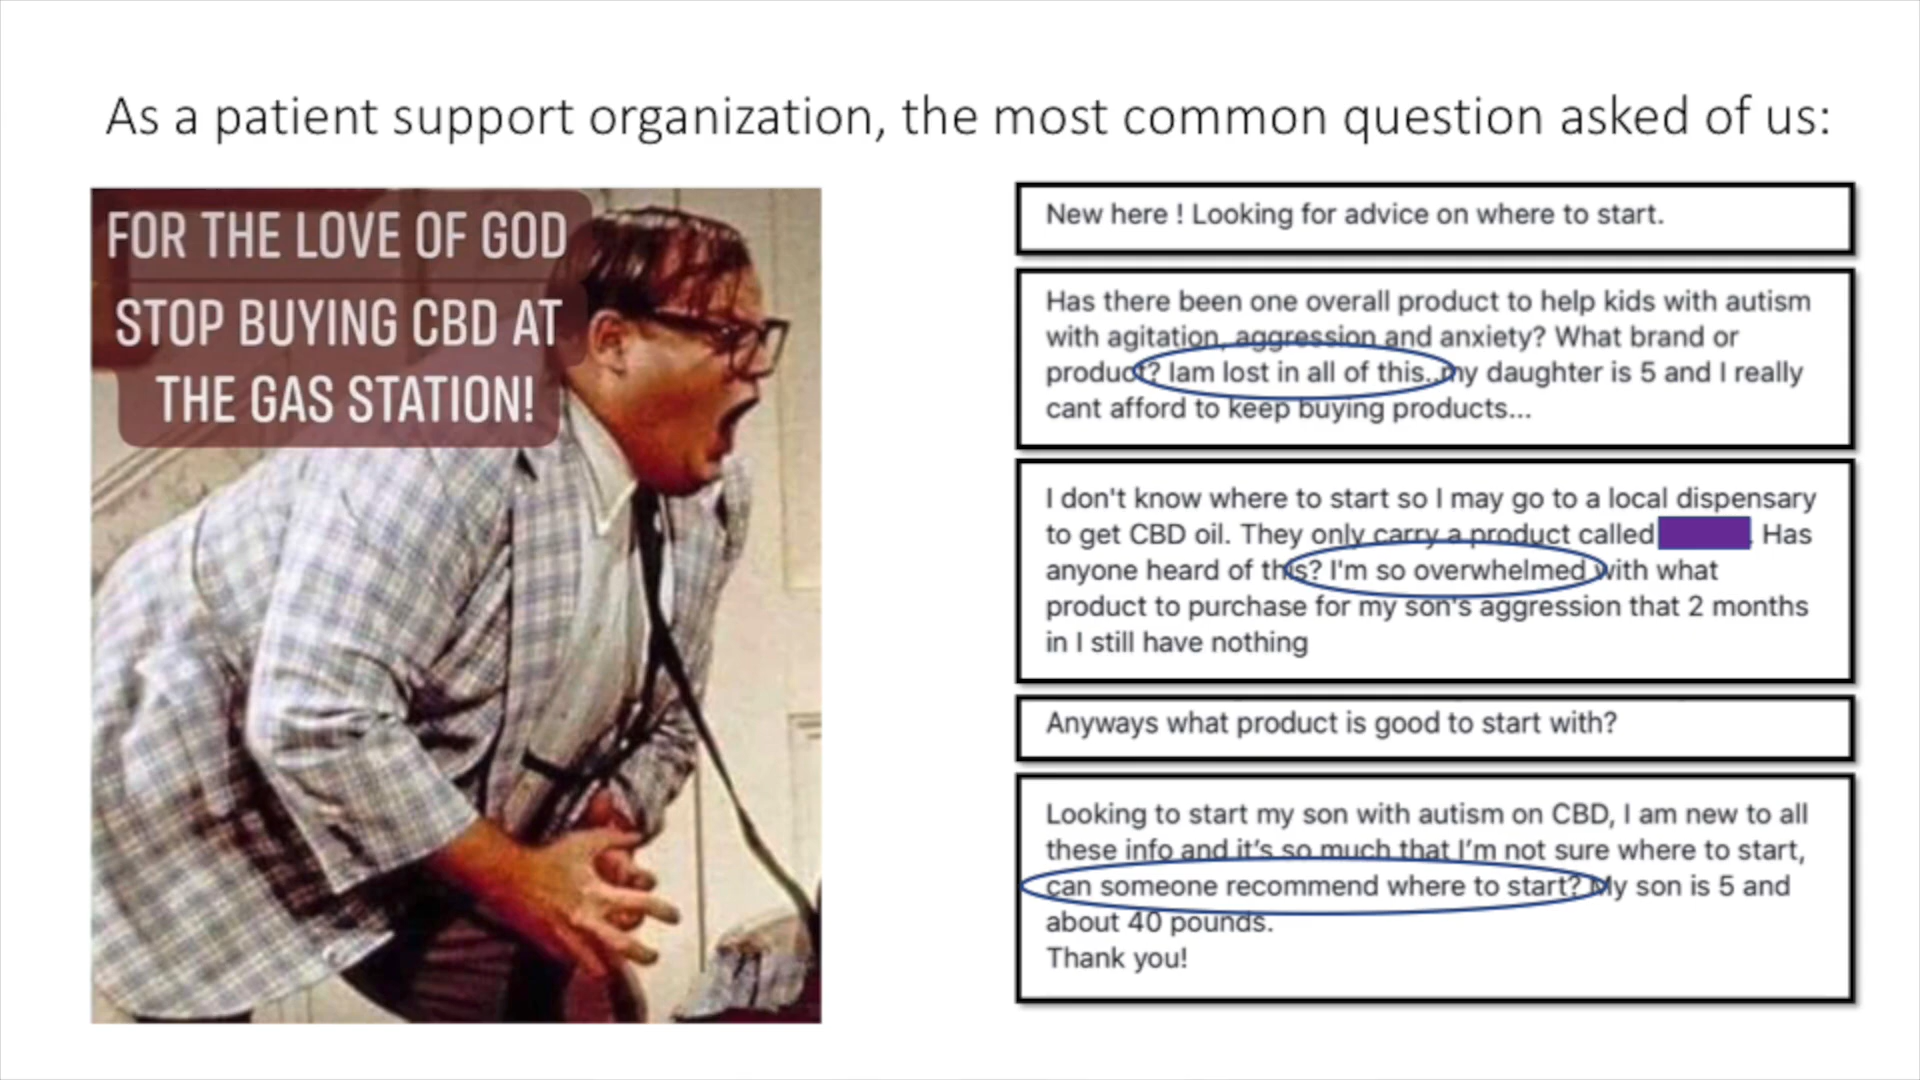 As a patient support organization, the most common question asked of us:
FOR THE LOVE OF GOD
STOP BUYING CBD AT
THE GAS STATION!
New here ! Looking for advice on where to start.
Has there been one overall product to help kids with autism
with agitation, aggression and anxiety? What brand or
product? Iam lost in all of this...my daughter is 5 and I really
cant afford to keep buying products...
I don't know where to start so I may go to a local dispensary
to get CBD oil. They only carry a product called . Has
anyone heard of this? I'm so overwhelmed with what
product to purchase for my son's aggression that 2 months
in I still have nothing
Anyways what product is good to start with?
Looking to start my son with autism on CBD, I am new to all
these info and it’s so much that I’m not sure where to start,
can someone recommend where to start? My son is 5 and
about 40 pounds.
Thank you!